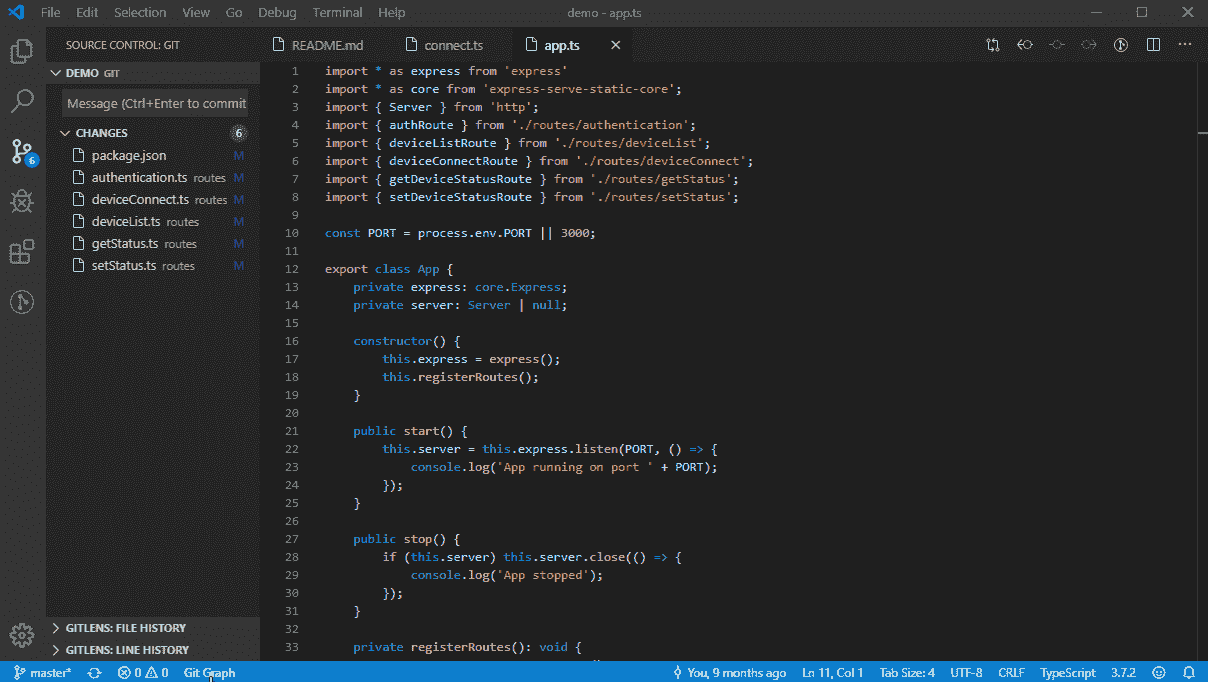 File Edit Selection View Go Debug Terminal Help demo - app.ts
SOURCE CONTROL: GIT
README.md connect.ts app.ts
DEMO GIT
Message (Ctrl+Enter to commit
CHANGES 6
package.json M
authentication.ts routes M
deviceConnect.ts routes M
deviceList.ts routes M
getStatus.ts routes M
setStatus.ts routes M
6
GITLENS: FILE HISTORY
GITLENS: LINE HISTORY
1 import * as express from 'express'
2 import * as core from 'express-serve-static-core';
3 import { Server } from 'http';
4 import { authRoute } from './routes/authentication';
5 import { deviceListRoute } from './routes/deviceList';
6 import { deviceConnectRoute } from './routes/deviceConnect';
7 import { getDeviceStatusRoute } from './routes/getStatus';
8 import { setDeviceStatusRoute } from './routes/setStatus';
9
10 const PORT = process.env.PORT || 3000;
11
12 export class App {
13 private express: core.Express;
14 private server: Server | null;
15
16 constructor() {
17 this.express = express();
18 this.registerRoutes();
19 }
20
21 public start() {
22 this.server = this.express.listen(PORT, () => {
23 console.log('App running on port ' + PORT);
24 });
25 }
26
27 public stop() {
28 if (this.server) this.server.close(() => {
29 console.log('App stopped');
30 });
31 }
32
33 private registerRoutes(): void {
master* 0 0 Git Graph You, 9 months ago Ln 11, Col 1 Tab Size: 4 UTF-8 CRLF TypeScript 3.7.2